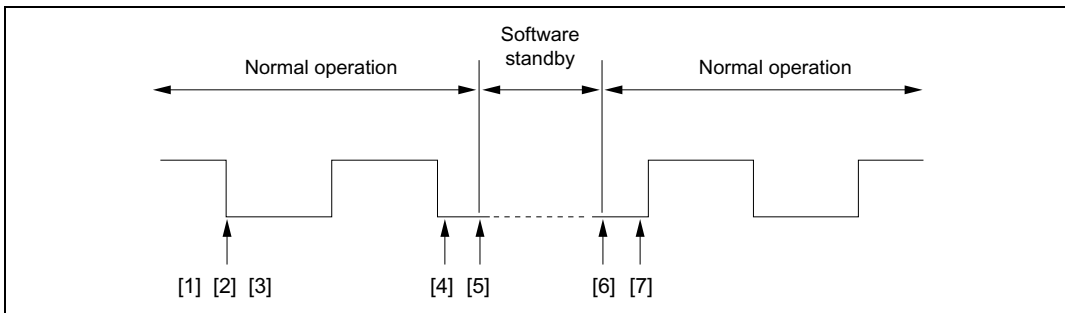 Software
standby
Normal operation
Normal operation
[1] [2] [3]
[4] [5]
[6] [7]